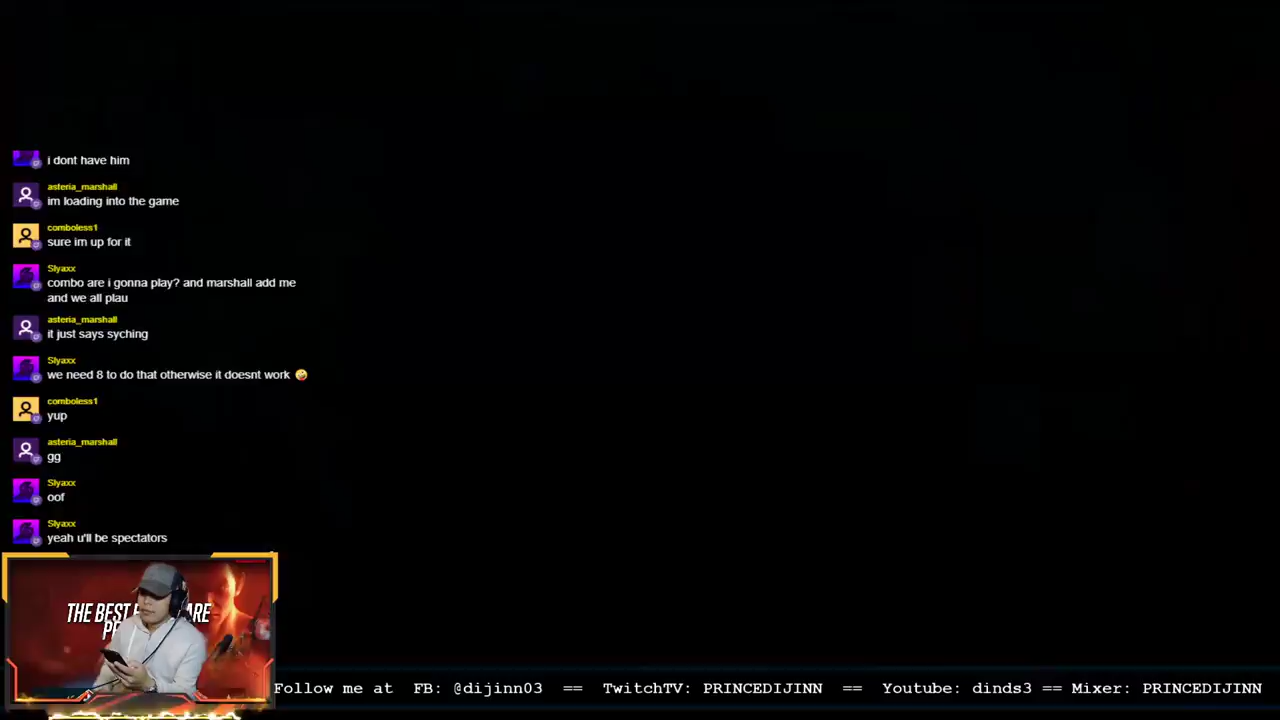 i dont have him
asteria_marshall
im loading into the game
comboless1
sure im up for it
Slyaxx
combo are i gonna play? and marshall add me
and we all plau
asteria_marshall
it just says syching
Slyaxx
we need 8 to do that otherwise it doesnt work 🤪
comboless1
yup
asteria_marshall
gg
Slyaxx
oof
Slyaxx
yeah u'll be spectators
THE BEST ARE
Follow me at FB: @dijinn03 == TwitchTV: PRINCEDIJINN == Youtube: dinds3 == Mixer: PRINCEDIJINN